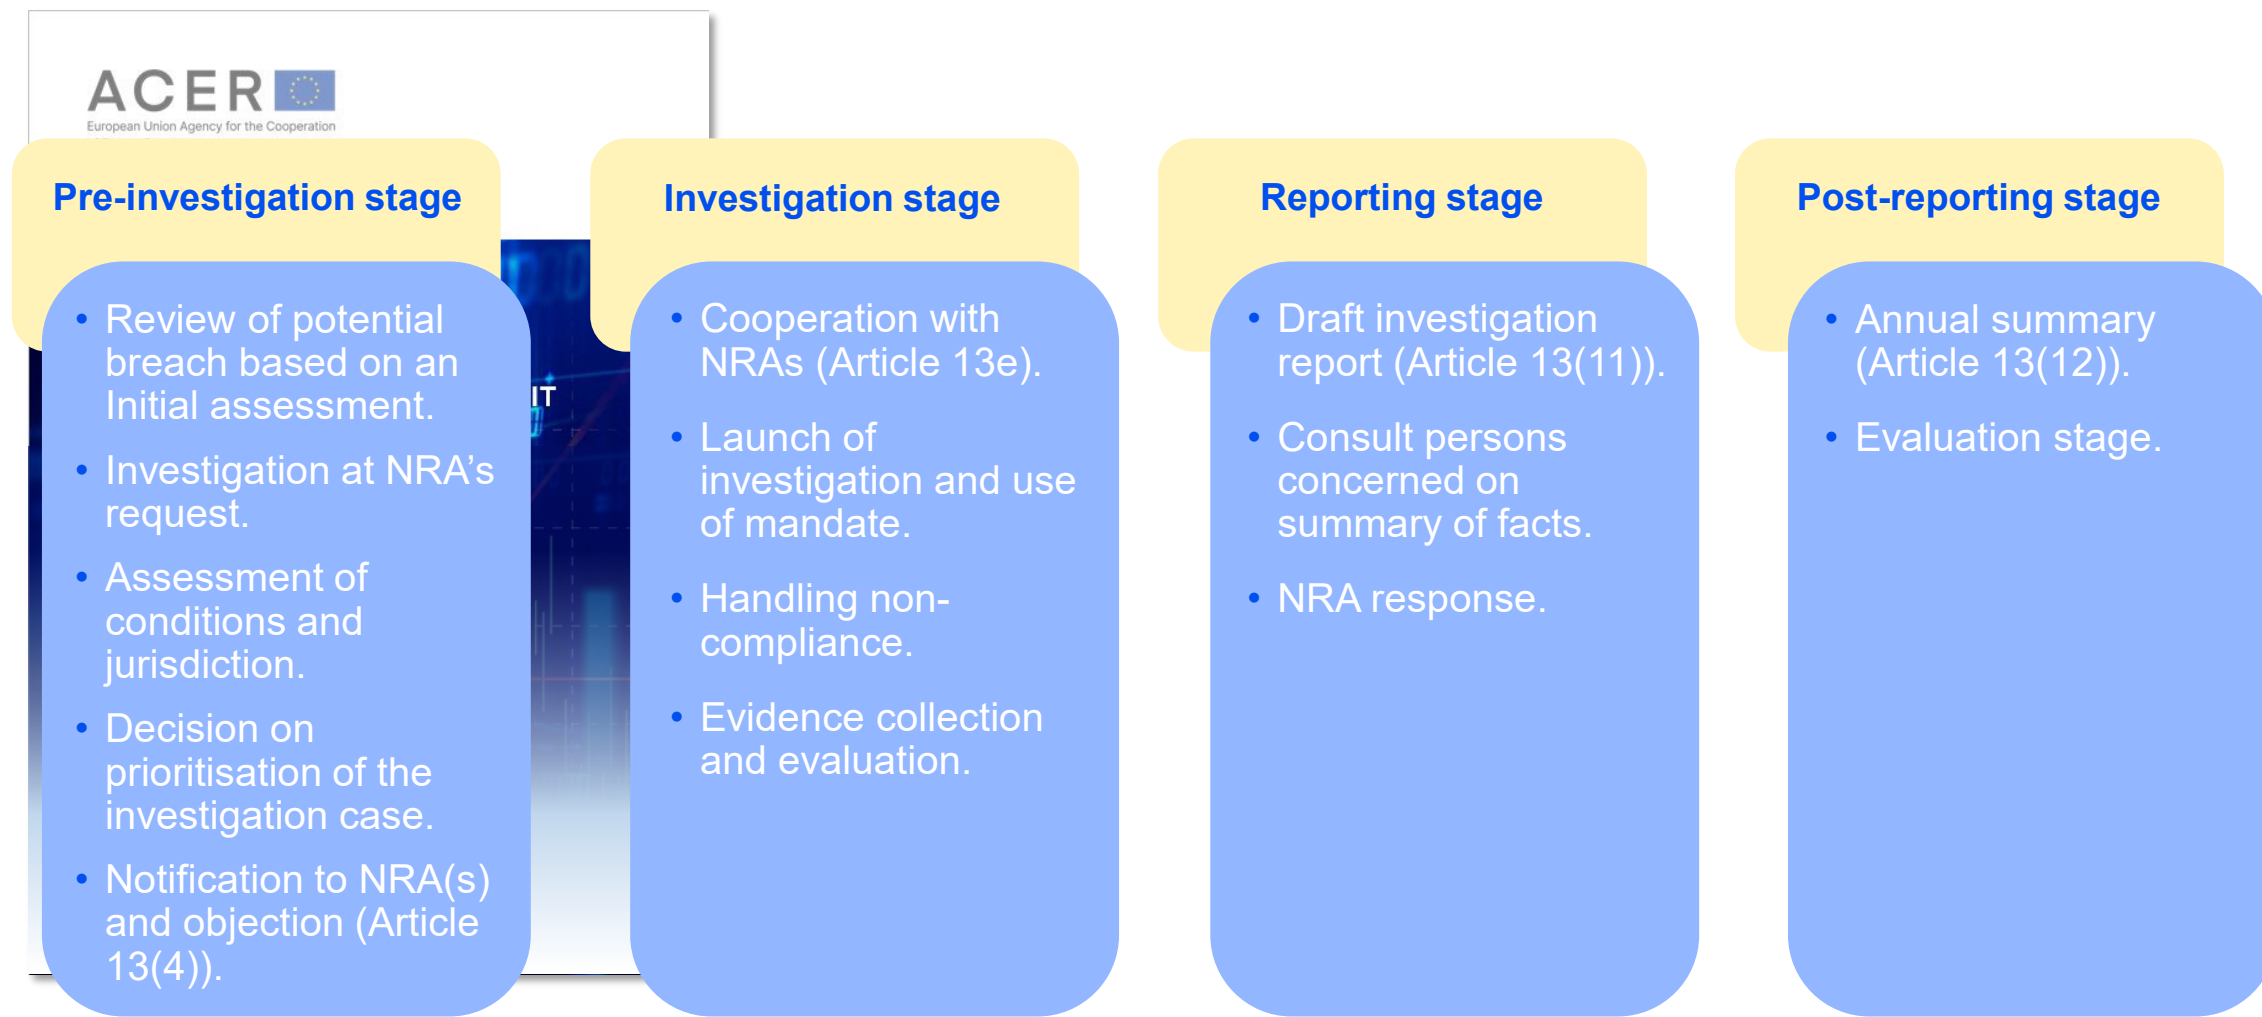 ACER
European Union Agency for the Cooperation
Pre-investigation stage
• Review of potential
breach based on an
Initial assessment.
• Investigation at NRA’s
request.
• Assessment of
conditions and
jurisdiction.
• Decision on
prioritisation of the
investigation case.
• Notification to NRA(s)
and objection (Article
13(4)).
IT
Investigation stage
• Cooperation with
NRAs (Article 13e).
• Launch of
investigation and use
of mandate.
• Handling non-
compliance.
• Evidence collection
and evaluation.
Reporting stage
• Draft investigation
report (Article 13(11)).
• Consult persons
concerned on
summary of facts.
• NRA response.
Post-reporting stage
• Annual summary
(Article 13(12)).
• Evaluation stage.